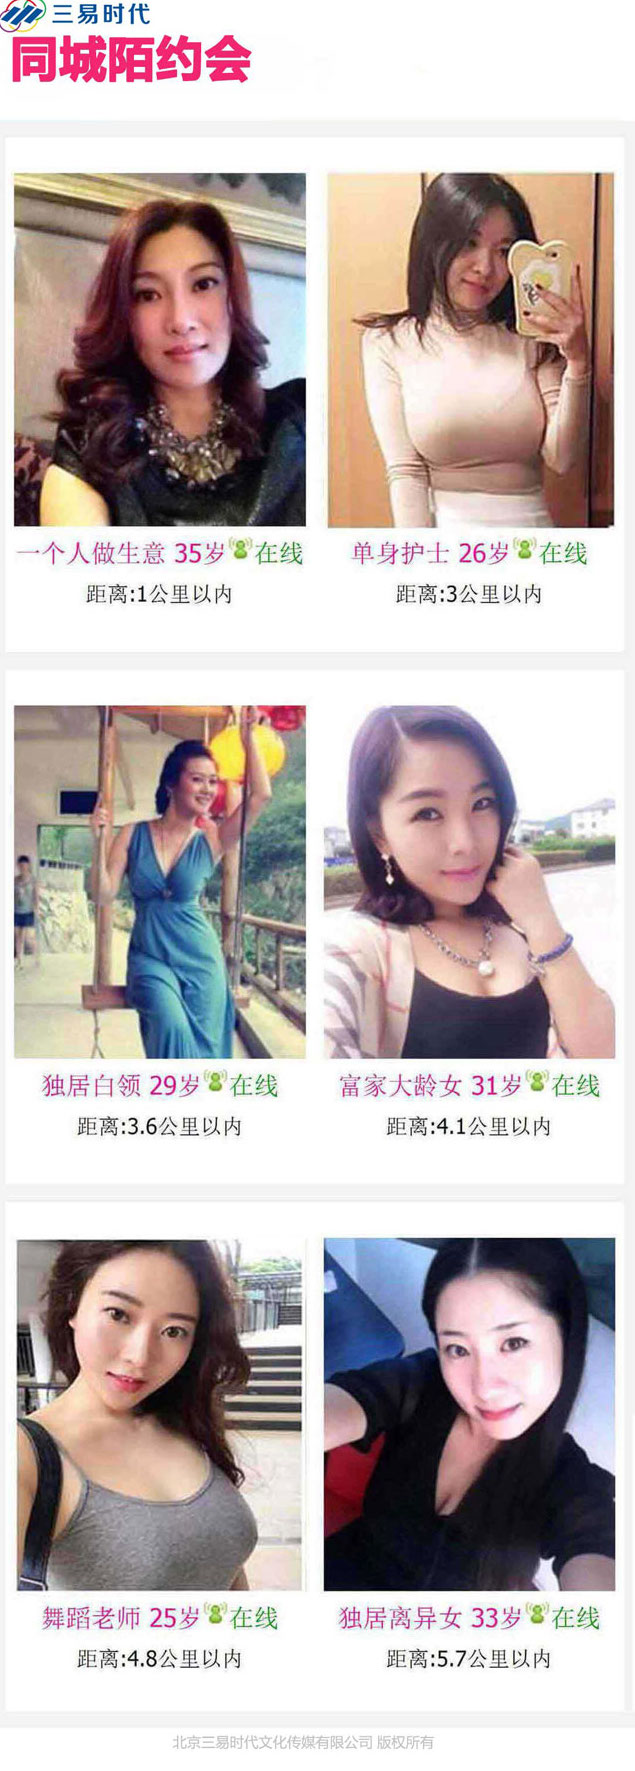 三易时代
同城陌约会
一个人做生意 35岁 在线
距离:1公里以内
单身护士 26岁 在线
距离:3公里以内
独居白领 29岁 在线
距离:3.6公里以内
富家大龄女 31岁 在线
距离:4.1公里以内
舞蹈老师 25岁 在线
距离:4.8公里以内
独居离异女 33岁 在线
距离:5.7公里以内
北京三易时代文化传媒有限公司 版权所有